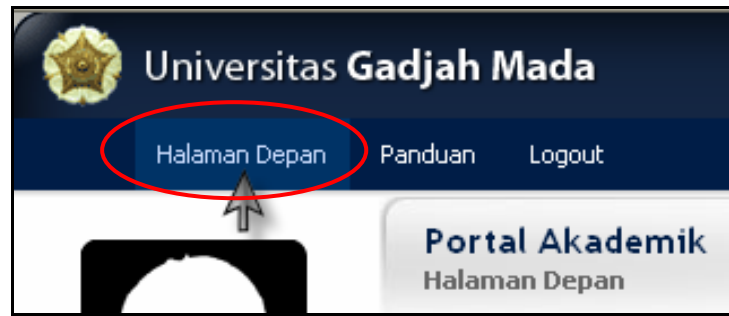 Universitas Gadjah Mada
Halaman Depan Panduan Logout
Portal Akademik
Halaman Depan